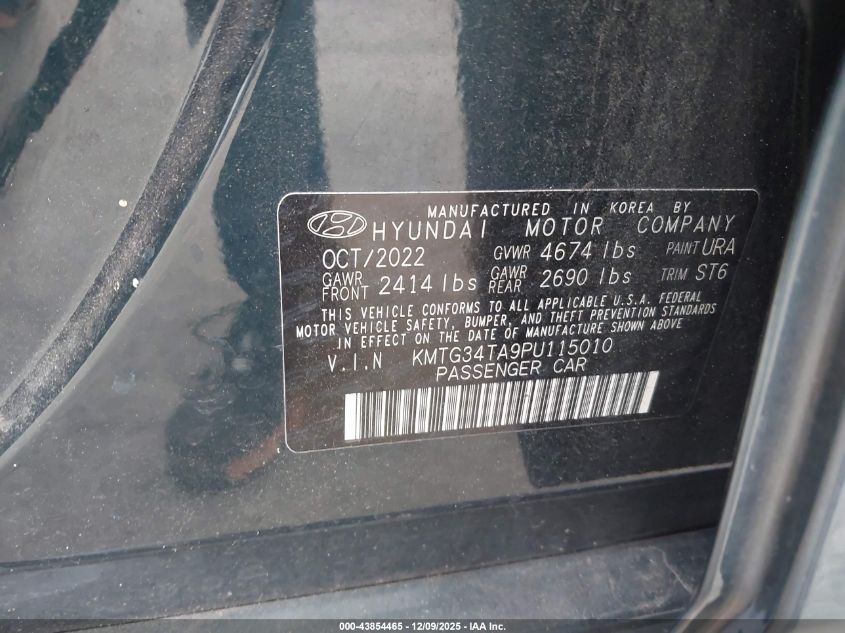 MANUFACTURED IN KOREA BY
HYUNDAI MOTOR COMPANY
OCT/2022 GVWR 4674 lbs PAINT URA
GAWR FRONT 2414 lbs GAWR REAR 2690 lbs TRIM ST6
THIS VEHICLE CONFORMS TO ALL APPLICABLE U.S.A. FEDERAL
MOTOR VEHICLE SAFETY, BUMPER, AND THEFT PREVENTION STANDARDS
IN EFFECT ON THE DATE OF MANUFACTURE SHOWN ABOVE
V.I.N KMTG34TA9PU115010
PASSENGER CAR
000-43854465 | 12/09/2025 - IAA Inc.